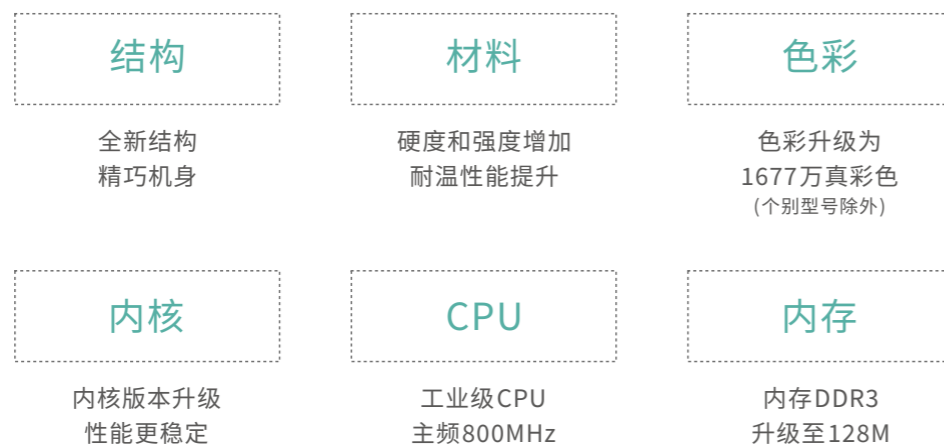 结构
全新结构
精巧机身
材料
硬度和强度增加
耐温性能提升
色彩
色彩升级为
1677万真彩色
(个别型号除外)
内核
内核版本升级
性能更稳定
CPU
工业级CPU
主频800MHz
内存
内存DDR3
升级至128M